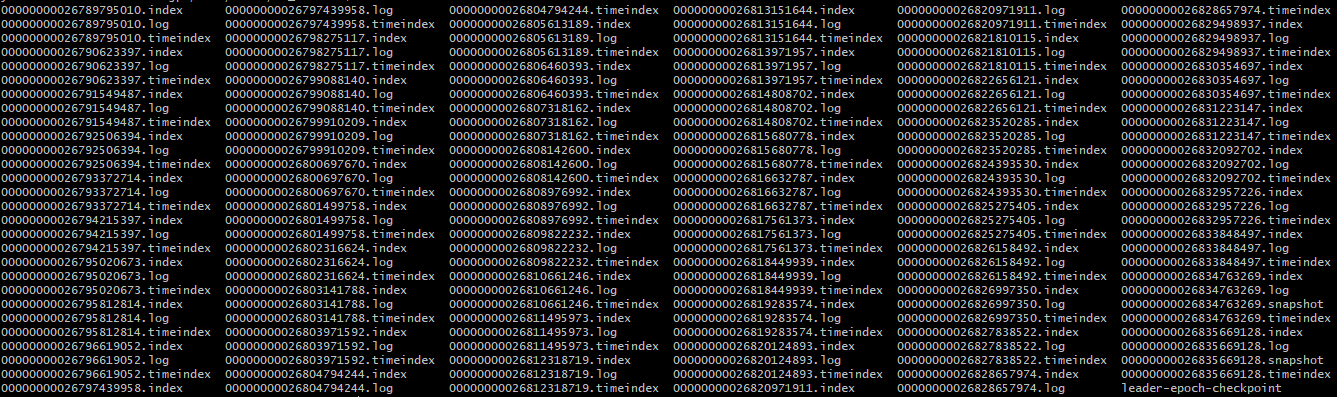 00000000026789795010.index 00000000026797439958.log 00000000026804794244.timeindex 00000000026813151644.index 00000000026820971911.log 00000000026828657974.timeindex
00000000026789795010.log 00000000026797439958.timeindex 00000000026805613189.index 00000000026813151644.log 00000000026820971911.timeindex 00000000026829498937.index
00000000026789795010.timeindex 00000000026798275117.index 00000000026805613189.log 00000000026813151644.timeindex 00000000026821810115.index 00000000026829498937.log
00000000026790623397.index 00000000026798275117.log 00000000026805613189.timeindex 00000000026813971957.index 00000000026821810115.log 00000000026829498937.timeindex
00000000026790623397.log 00000000026798275117.timeindex 00000000026806460393.index 00000000026813971957.log 00000000026821810115.timeindex 00000000026830354697.index
00000000026790623397.timeindex 00000000026799088140.index 00000000026806460393.log 00000000026813971957.timeindex 00000000026822656121.index 00000000026830354697.log
00000000026791549487.index 00000000026799088140.log 00000000026806460393.timeindex 00000000026814808702.index 00000000026822656121.log 00000000026830354697.timeindex
00000000026791549487.log 00000000026799088140.timeindex 00000000026807318162.index 00000000026814808702.log 00000000026822656121.timeindex 00000000026831223147.index
00000000026791549487.timeindex 00000000026799910209.index 00000000026807318162.log 00000000026814808702.timeindex 00000000026823520285.index 00000000026831223147.log
00000000026792506394.index 00000000026799910209.log 00000000026807318162.timeindex 00000000026815680778.index 00000000026823520285.log 00000000026831223147.timeindex
00000000026792506394.log 00000000026799910209.timeindex 00000000026808142600.index 00000000026815680778.log 00000000026823520285.timeindex 00000000026832092702.index
00000000026792506394.timeindex 00000000026800697670.index 00000000026808142600.log 00000000026815680778.timeindex 00000000026824393530.index 00000000026832092702.log
00000000026793372714.index 00000000026800697670.log 00000000026808142600.timeindex 00000000026816632787.index 00000000026824393530.log 00000000026832092702.timeindex
00000000026793372714.log 00000000026800697670.timeindex 00000000026808976992.index 00000000026816632787.log 00000000026824393530.timeindex 00000000026832957226.index
00000000026793372714.timeindex 00000000026801499758.index 00000000026808976992.log 00000000026816632787.timeindex 00000000026825275405.index 00000000026832957226.log
00000000026794215397.index 00000000026801499758.log 00000000026808976992.timeindex 00000000026817561373.index 00000000026825275405.log 00000000026832957226.timeindex
00000000026794215397.log 00000000026801499758.timeindex 00000000026809822232.index 00000000026817561373.log 00000000026825275405.timeindex 00000000026833848497.index
00000000026794215397.timeindex 00000000026802316624.index 00000000026809822232.log 00000000026817561373.timeindex 00000000026826158492.index 00000000026833848497.log
00000000026795020673.index 00000000026802316624.log 00000000026809822232.timeindex 00000000026818449939.index 00000000026826158492.log 00000000026833848497.timeindex
00000000026795020673.log 00000000026802316624.timeindex 00000000026810661246.index 00000000026818449939.log 00000000026826158492.timeindex 00000000026834763269.index
00000000026795020673.timeindex 00000000026803141788.index 00000000026810661246.log 00000000026818449939.timeindex 00000000026826997350.index 00000000026834763269.log
00000000026795812814.index 00000000026803141788.log 00000000026810661246.timeindex 00000000026819283574.index 00000000026826997350.log 00000000026834763269.snapshot
00000000026795812814.log 00000000026803141788.timeindex 00000000026811495973.index 00000000026819283574.log 00000000026826997350.timeindex 00000000026834763269.timeindex
00000000026795812814.timeindex 00000000026803971592.index 00000000026811495973.log 00000000026819283574.timeindex 00000000026827838522.index 00000000026835669128.index
00000000026796619052.index 00000000026803971592.log 00000000026811495973.timeindex 00000000026820124893.index 00000000026827838522.log 00000000026835669128.log
00000000026796619052.log 00000000026803971592.timeindex 00000000026812318719.index 00000000026820124893.log 00000000026827838522.timeindex 00000000026835669128.snapshot
00000000026796619052.timeindex 00000000026804794244.index 00000000026812318719.log 00000000026820124893.timeindex 00000000026828657974.index 00000000026835669128.timeindex
00000000026797439958.index 00000000026804794244.log 00000000026812318719.timeindex 00000000026820971911.index 00000000026828657974.log leader-epoch-checkpoint